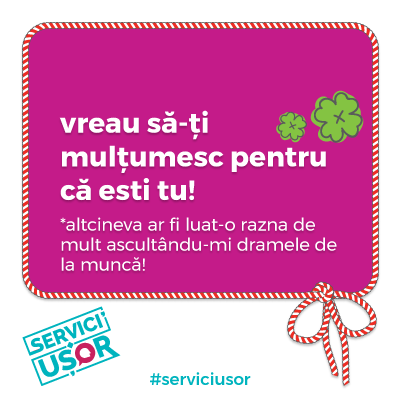 vreau să-ți
mulțumesc pentru
că esti tu!
*altcineva ar fi luat-o razna de
mult ascultându-mi dramele de
la muncă!
SERVICI
UȘOR
#serviciusor